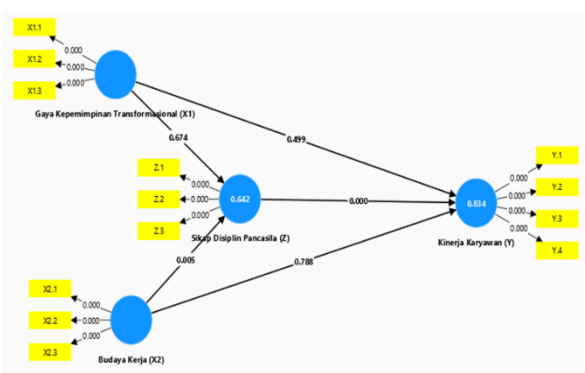 X1.1
0.000
X1.2
0.000
X1.3
0.000
Gaya Kepemimpinan Transformasional (X1)
0.674
0.499
Z.1
0.000
Z.2
0.000
Z.3
0.000
0.642
Sikap Disiplin Pancasila (Z)
0.000
Y.1
0.000
Y.2
0.000
Y.3
0.000
Y.4
0.000
0.834
Kinerja Karyawan (Y)
0.005
0.788
X2.1
0.000
X2.2
0.000
X2.3
0.000
Budaya Kerja (X2)